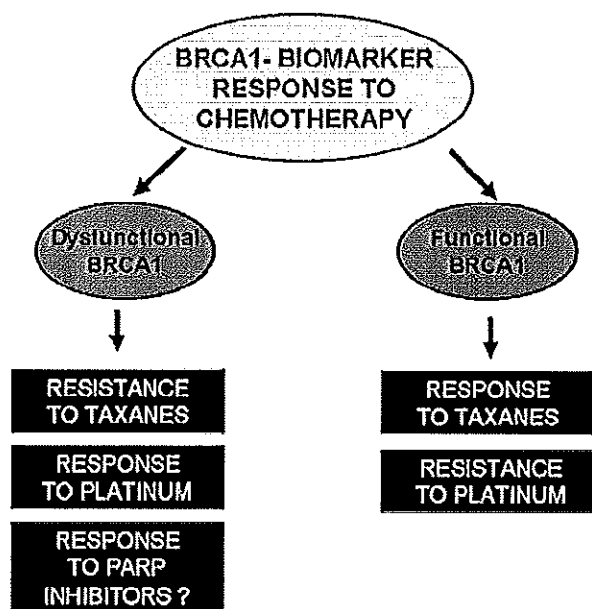 BRCA1- BIOMARKER
RESPONSE TO
CHEMOTHERAPY
Dysfunctional
BRCA1
Functional
BRCA1
RESISTANCE
TO TAXANES
RESPONSE
TO PLATINUM
RESPONSE
TO PARP
INHIBITORS ?
RESPONSE
TO TAXANES
RESISTANCE
TO PLATINUM